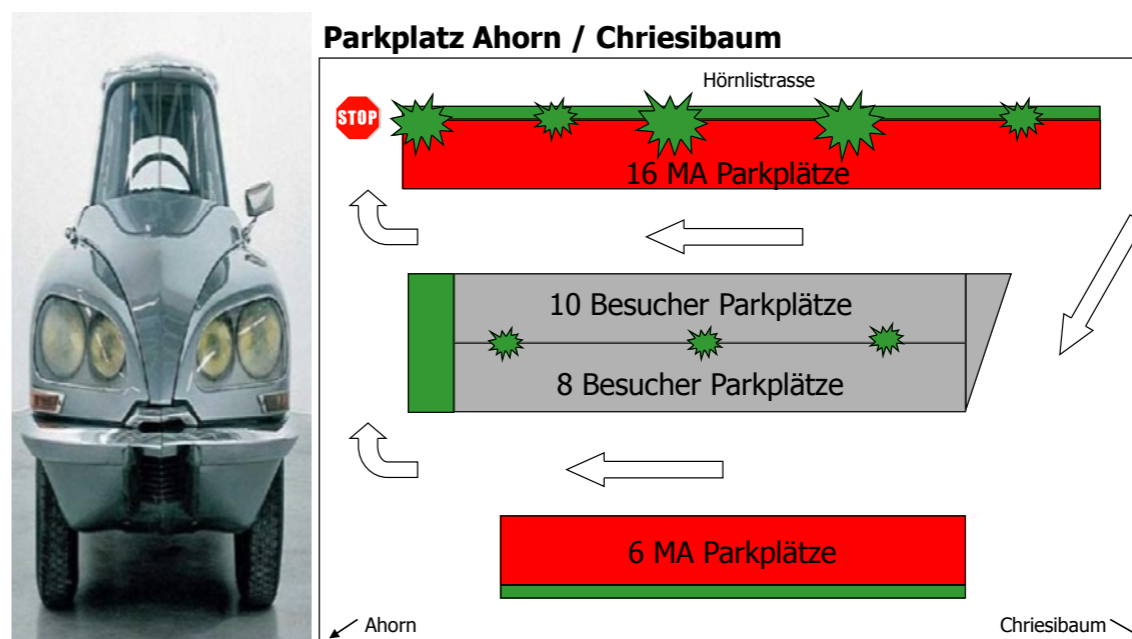 Parkplatz Ahorn / Chriesibaum
Hörnlistrasse
STOP
16 MA Parkplätze
10 Besucher Parkplätze
8 Besucher Parkplätze
6 MA Parkplätze
Ahorn
Chriesibaum